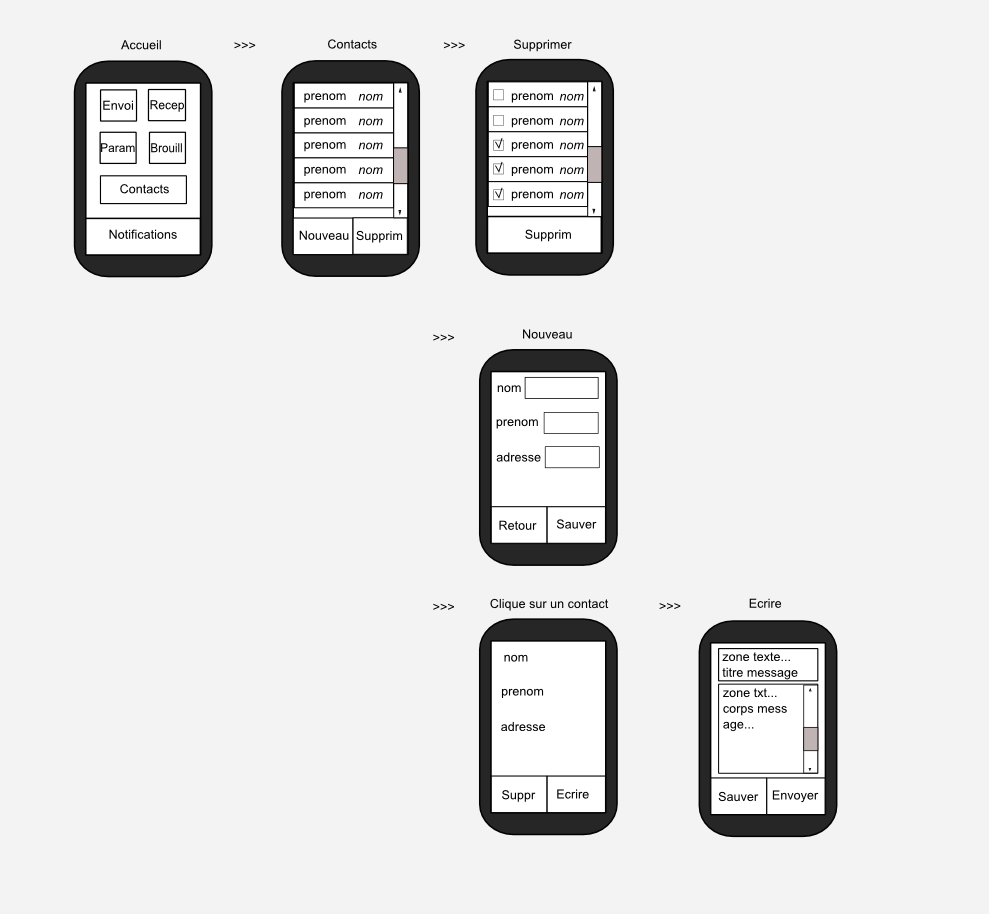 Accueil >>> Contacts >>> Supprimer
Envoi Recep
Param Brouill
Contacts
Notifications
prenom nom
prenom nom
prenom nom
prenom nom
prenom nom
Nouveau Supprim
prenom nom
prenom nom
prenom nom
prenom nom
prenom nom
Supprim
>>> Nouveau
nom
prenom
adresse
Retour Sauver
>>> Clique sur un contact >>> Ecrire
nom
prenom
adresse
Suppr Ecrire
zone texte...
titre message
zone txt...
corps mess
age...
Sauver Envoyer